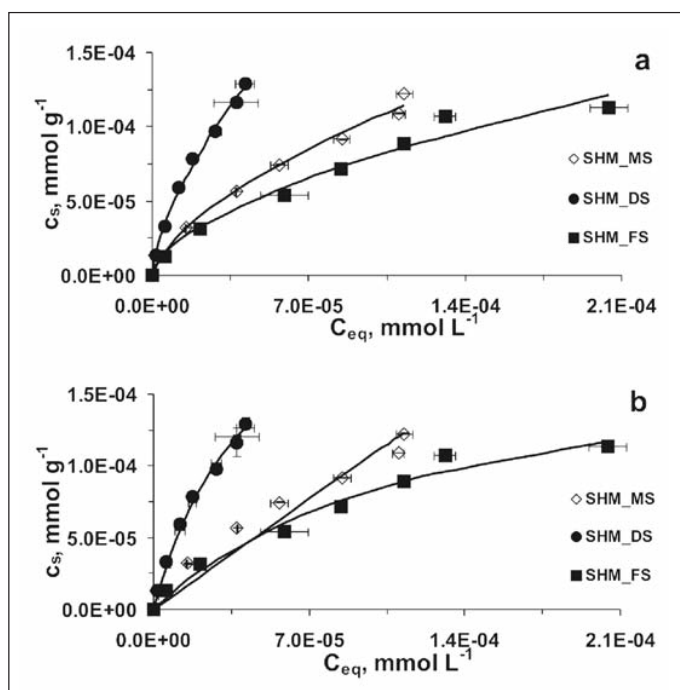 a
1.5E-04
1.0E-04
5.0E-05
0.0E+00
c_s, mmol g⁻¹
SHM_MS
SHM_DS
SHM_FS
0.0E+00 7.0E-05 1.4E-04 2.1E-04
C_eq, mmol L⁻¹
b
1.5E-04
1.0E-04
5.0E-05
0.0E+00
c_s, mmol g⁻¹
SHM_MS
SHM_DS
SHM_FS
0.0E+00 7.0E-05 1.4E-04 2.1E-04
C_eq, mmol L⁻¹